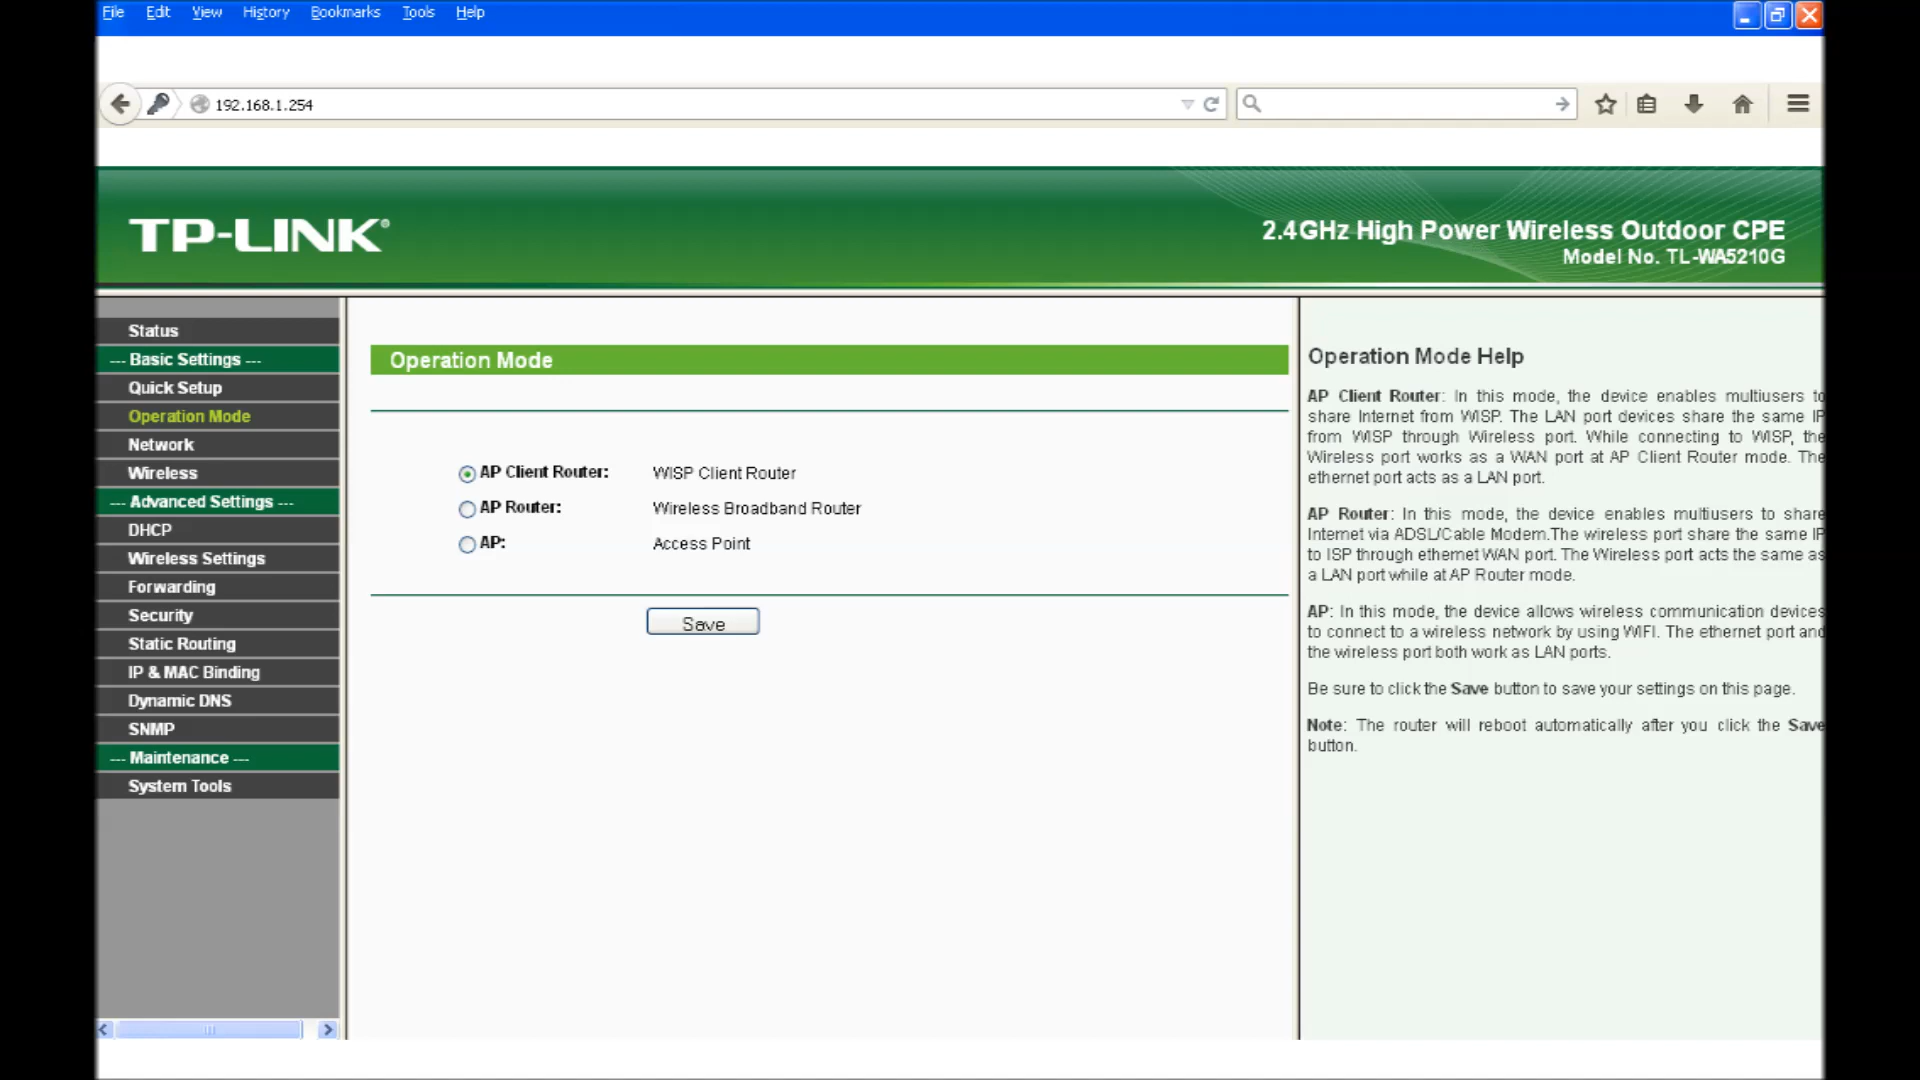 File Edit View History Bookmarks Tools Help
192.168.1.254
TP-LINK®
2.4GHz High Power Wireless Outdoor CPE
Model No. TL-WA5210G
Status
--- Basic Settings ---
Quick Setup
Operation Mode
Network
Wireless
--- Advanced Settings ---
DHCP
Wireless Settings
Forwarding
Security
Static Routing
IP & MAC Binding
Dynamic DNS
SNMP
--- Maintenance ---
System Tools
Operation Mode
AP Client Router: WISP Client Router
AP Router: Wireless Broadband Router
AP: Access Point
Save
Operation Mode Help
AP Client Router: In this mode, the device enables multiusers to
share Internet from WISP. The LAN port devices share the same IP
from WISP through Wireless port. While connecting to WISP, the
Wireless port works as a WAN port at AP Client Router mode. The
ethernet port acts as a LAN port.
AP Router: In this mode, the device enables multiusers to share
Internet via ADSL/Cable Modem.The wireless port share the same IP
to ISP through ethernet WAN port. The Wireless port acts the same as
a LAN port while at AP Router mode.
AP: In this mode, the device allows wireless communication devices
to connect to a wireless network by using WIFI. The ethernet port and
the wireless port both work as LAN ports.
Be sure to click the Save button to save your settings on this page.
Note: The router will reboot automatically after you click the Save
button.